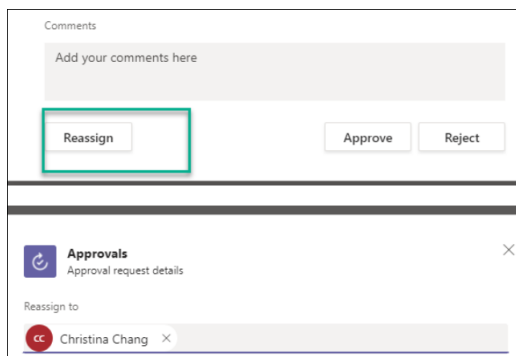 Comments
Add your comments here
Reassign Approve Reject
Approvals
Approval request details
Reassign to
CC Christina Chang